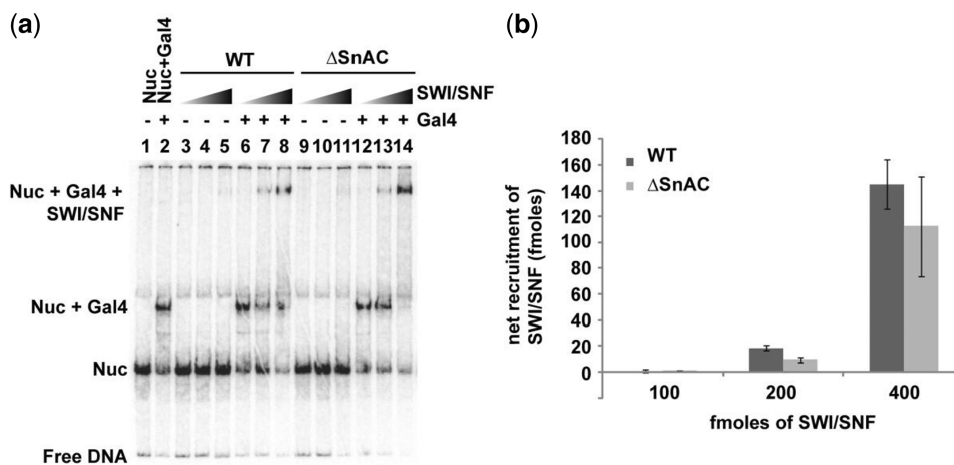 (a)
Nuc
Nuc+Gal4
WT
ΔSnAC
SWI/SNF
- + - - - + + + - - - + + + Gal4
1 2 3 4 5 6 7 8 9 10 11 12 13 14
Nuc + Gal4 +
SWI/SNF
Nuc + Gal4
Nuc
Free DNA
(b)
net recruitment of
SWI/SNF (fmoles)
180
160
140
120
100
80
60
40
20
0
WT
ΔSnAC
100 200 400
fmoles of SWI/SNF